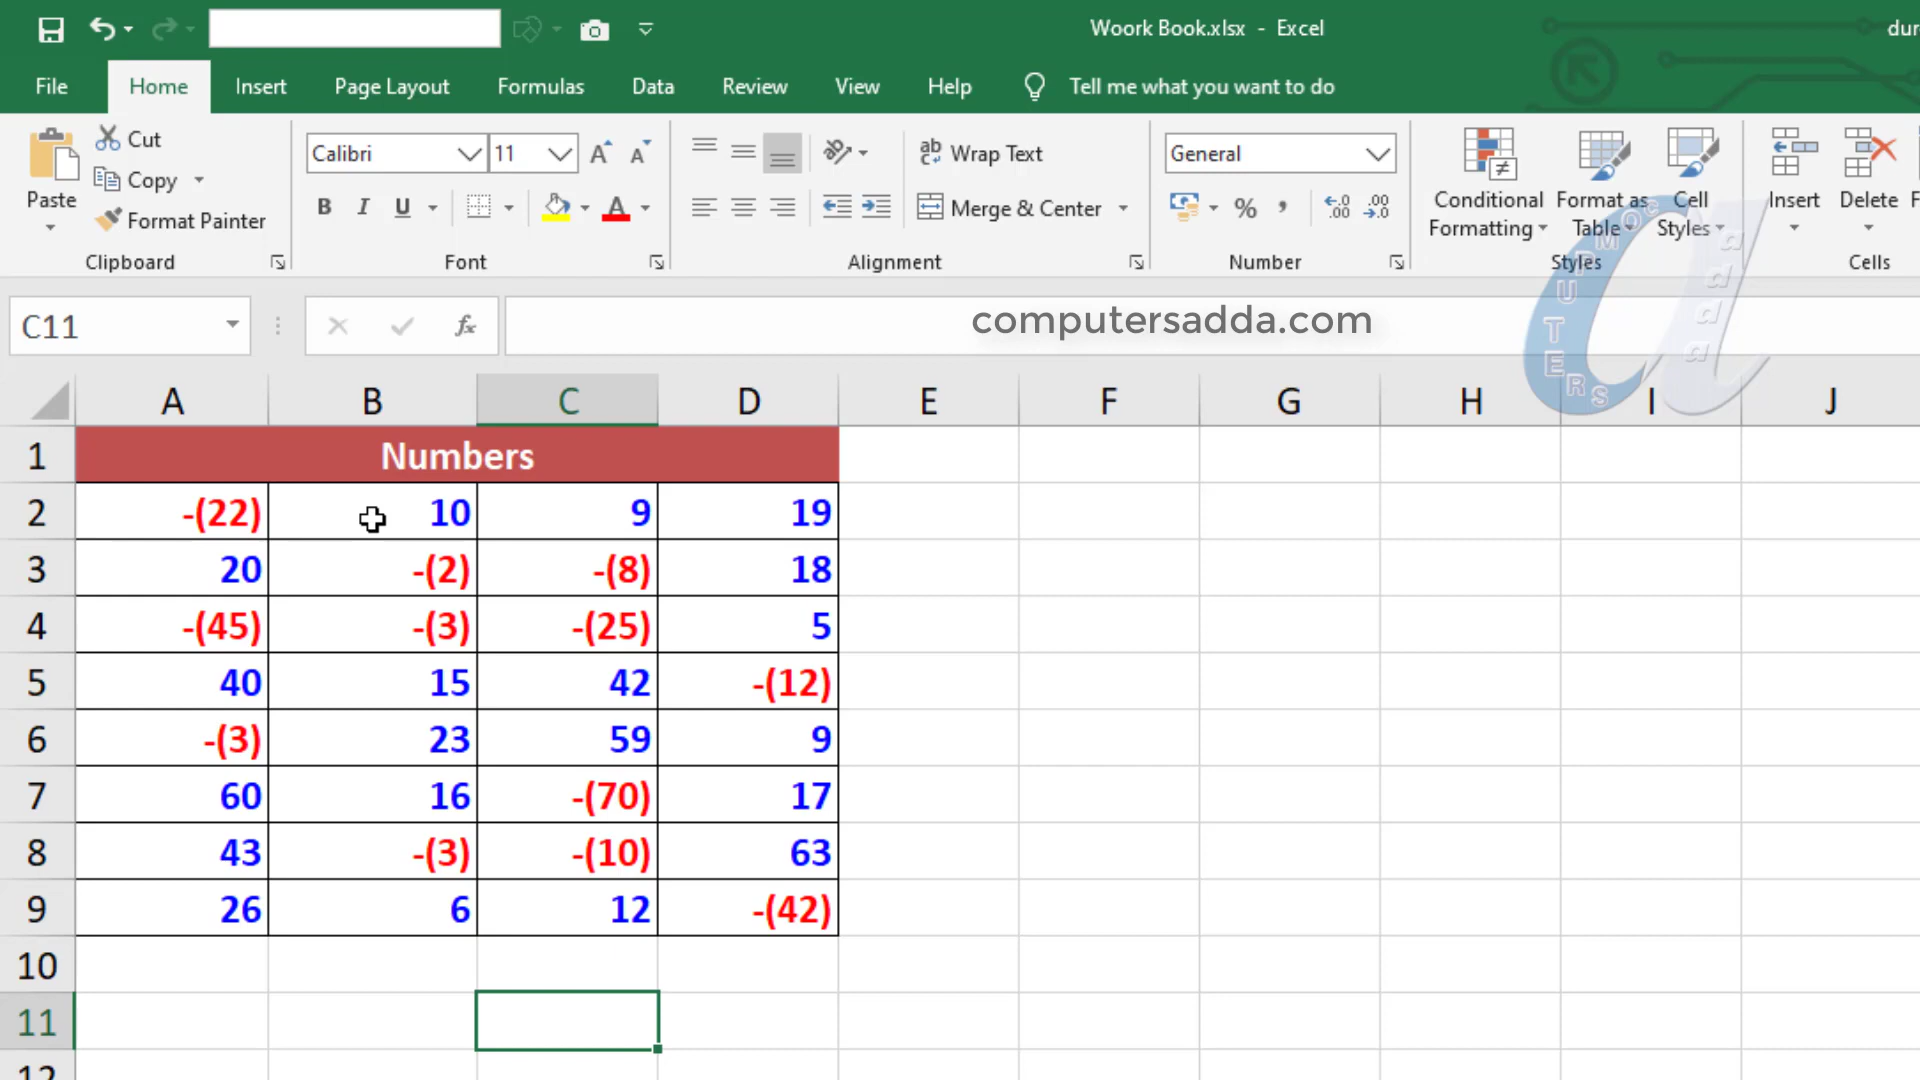 Woork Book.xlsx - Excel
dur
File Home Insert Page Layout Formulas Data Review View Help Tell me what you want to do
Paste
Cut
Copy
Format Painter
Clipboard
Calibri 11
B I U
Font
Wrap Text
Merge & Center
Alignment
General
% ,
Number
Conditional Formatting
Format as Table
Cell Styles
Styles
Insert
Delete
F
Cells
C11
fx
computersadda.com
COMPUTERS
adda
A B C D E F G H I J
1 Numbers
2 -(22) 10 9 19
3 20 -(2) -(8) 18
4 -(45) -(3) -(25) 5
5 40 15 42 -(12)
6 -(3) 23 59 9
7 60 16 -(70) 17
8 43 -(3) -(10) 63
9 26 6 12 -(42)
10
11
12